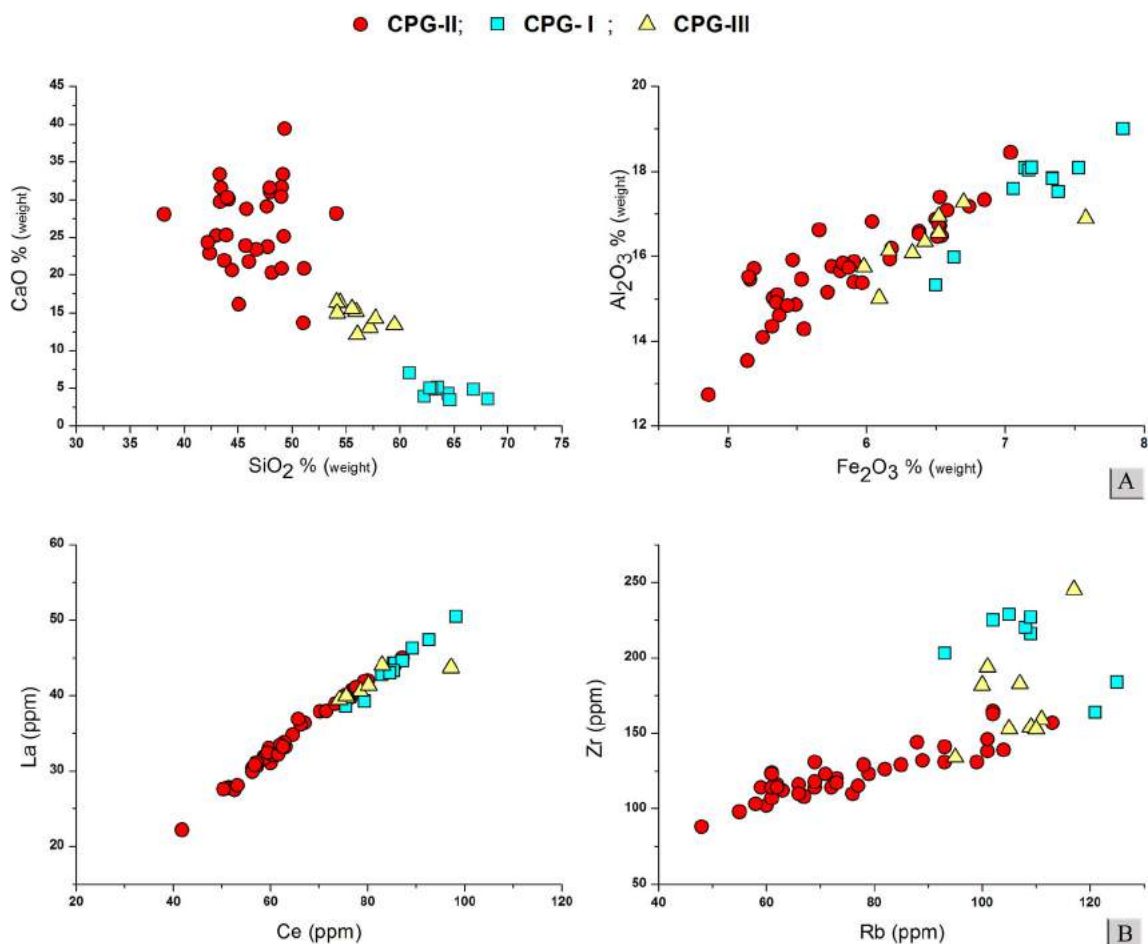 CPG-II; CPG- I ; CPG-III
45
40
35
30
25
20
15
10
5
0
CaO % (weight)
30 35 40 45 50 55 60 65 70 75
SiO2 % (weight)
20
18
16
14
12
Al2O3 % (weight)
5 6 7 8
Fe2O3 % (weight)
A
60
50
40
30
20
La (ppm)
20 40 60 80 100 120
Ce (ppm)
250
200
150
100
50
Zr (ppm)
40 60 80 100 120
Rb (ppm)
B